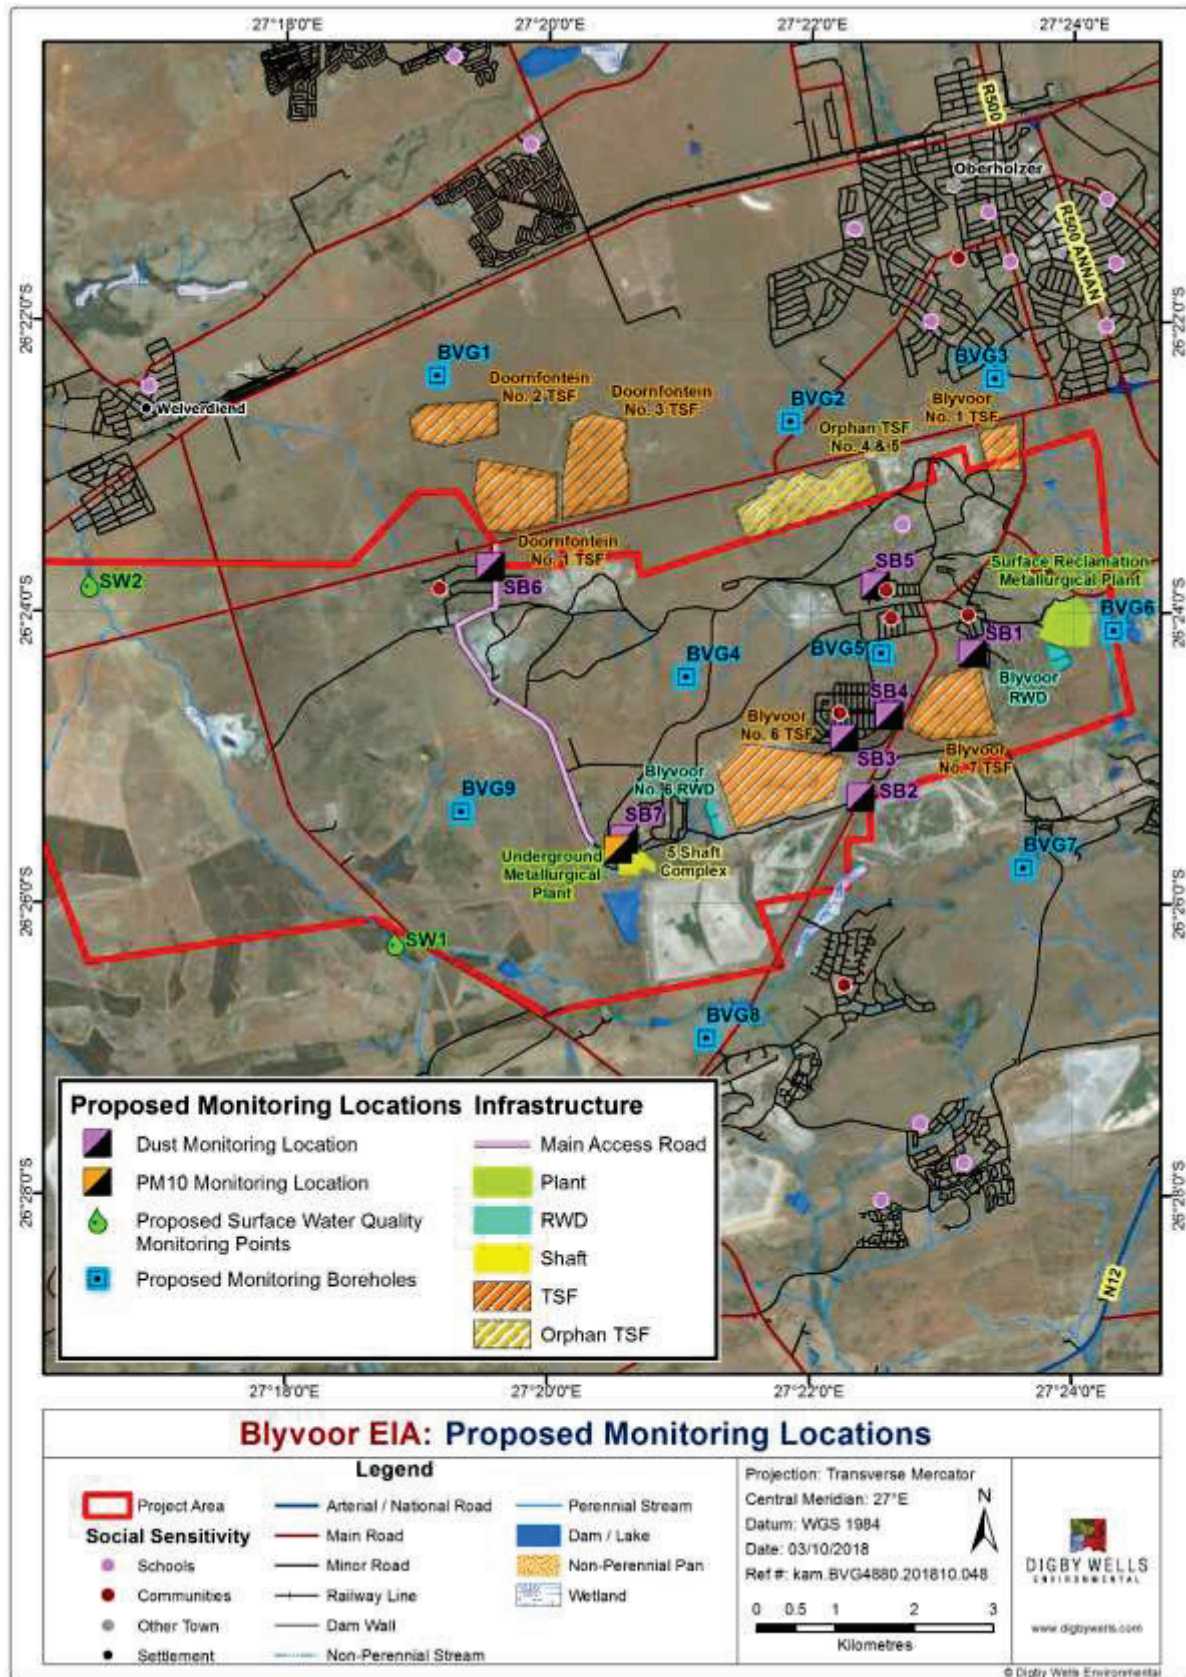 27°18'0"E
27°20'0"E
27°22'0"E
27°24'0"E
R500
Oberholzer
R500 ANNAN
26°22'0"S
26°22'0"S
BVG1
BVG3
Doornfontein
No. 2 TSF
Doornfontein
No. 3 TSF
BVG2
Blyvoor
No. 1 TSF
Welverdiend
Orphan TSF
No. 4 & 5
Doornfontein
No. 1 TSF
SW2
SB6
SB5
Surface Reclamation
Metallurgical Plant
26°24'0"S
26°24'0"S
BVG6
SB1
BVG5
BVG4
Blyvoor
RWD
SB4
Blyvoor
No. 6 TSF
SB3
Blyvoor
No. 7 TSF
Blyvoor
No. 6 RWD
SB2
BVG9
SB7
Underground
Metallurgical
Plant
5 Shaft
Complex
BVG7
26°26'0"S
26°26'0"S
SW1
BVG8
Proposed Monitoring Locations
Dust Monitoring Location
PM10 Monitoring Location
Proposed Surface Water Quality
Monitoring Points
Proposed Monitoring Boreholes
Infrastructure
Main Access Road
Plant
RWD
Shaft
TSF
Orphan TSF
26°28'0"S
26°28'0"S
N12
27°18'0"E
27°20'0"E
27°22'0"E
27°24'0"E
Blyvoor EIA: Proposed Monitoring Locations
Legend
Project Area
Social Sensitivity
Schools
Communities
Other Town
Settlement
Arterial / National Road
Main Road
Minor Road
Railway Line
Dam Wall
Non-Perennial Stream
Perennial Stream
Dam / Lake
Non-Perennial Pan
Wetland
Projection: Transverse Mercator
Central Meridian: 27°E
Datum: WGS 1984
Date: 03/10/2018
Ref #: kam.BVG4880.201810.048
N
0 0.5 1 2 3
Kilometres
DIGBY WELLS
ENVIRONMENTAL
www.digbywells.com
© Digby Wells Environmental